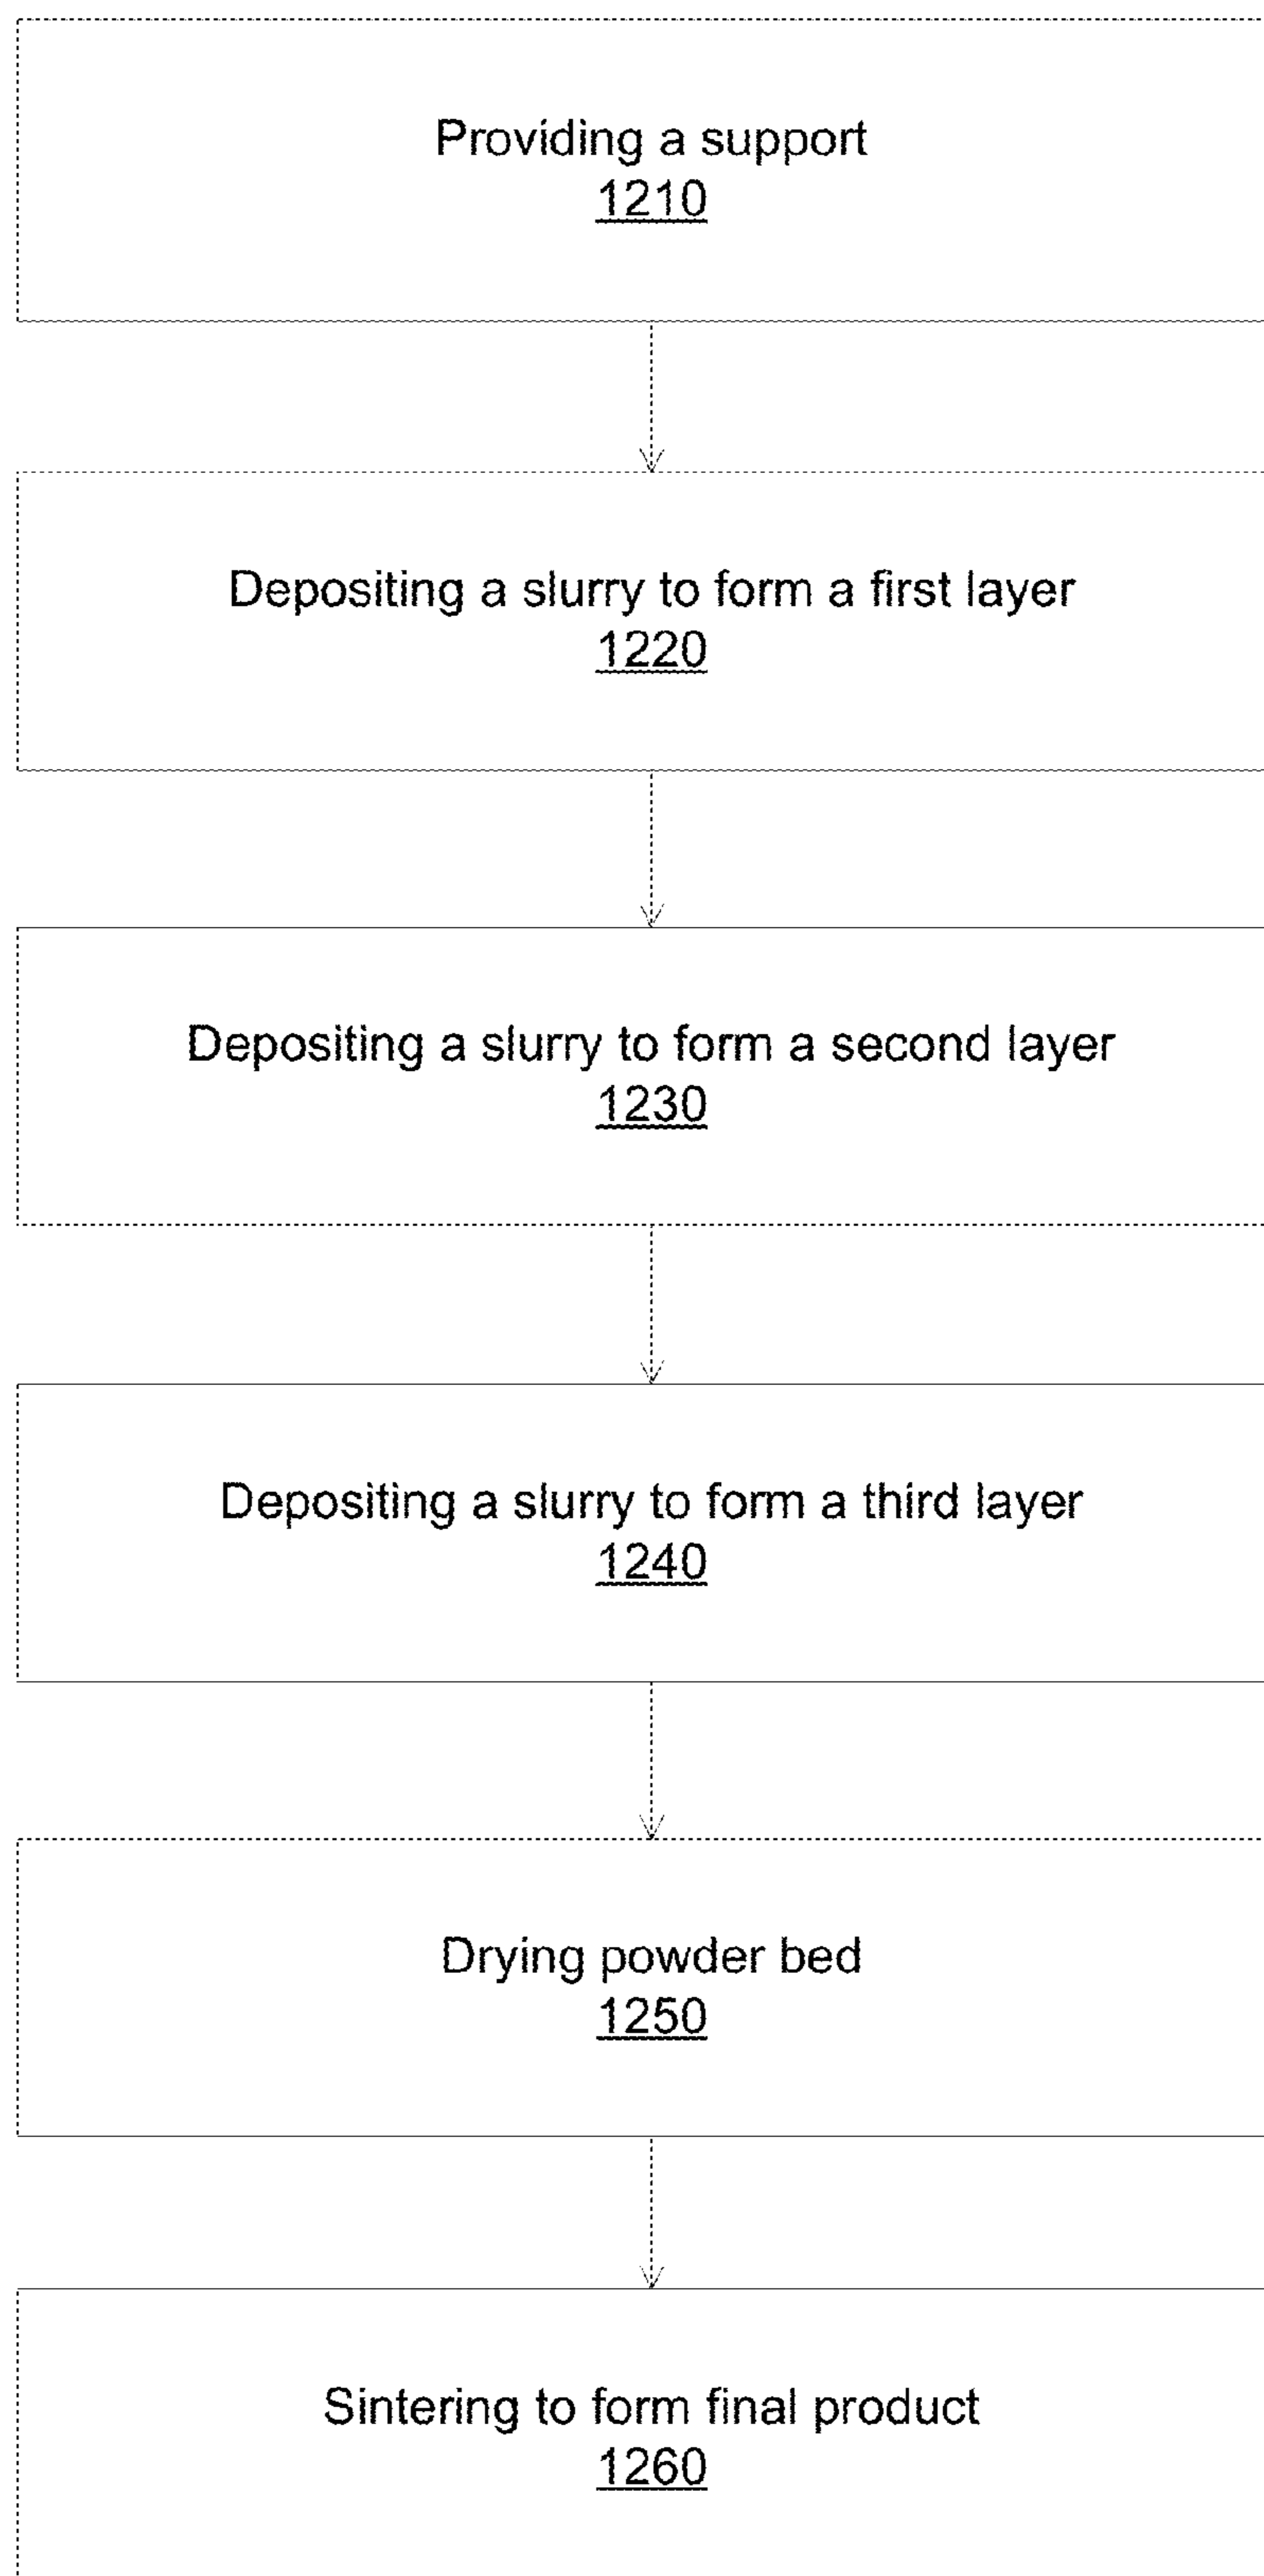 Providing a support
1210
Depositing a slurry to form a first layer
1220
Depositing a slurry to form a second layer
1230
Depositing a slurry to form a third layer
1240
Drying powder bed
1250
Sintering to form final product
1260